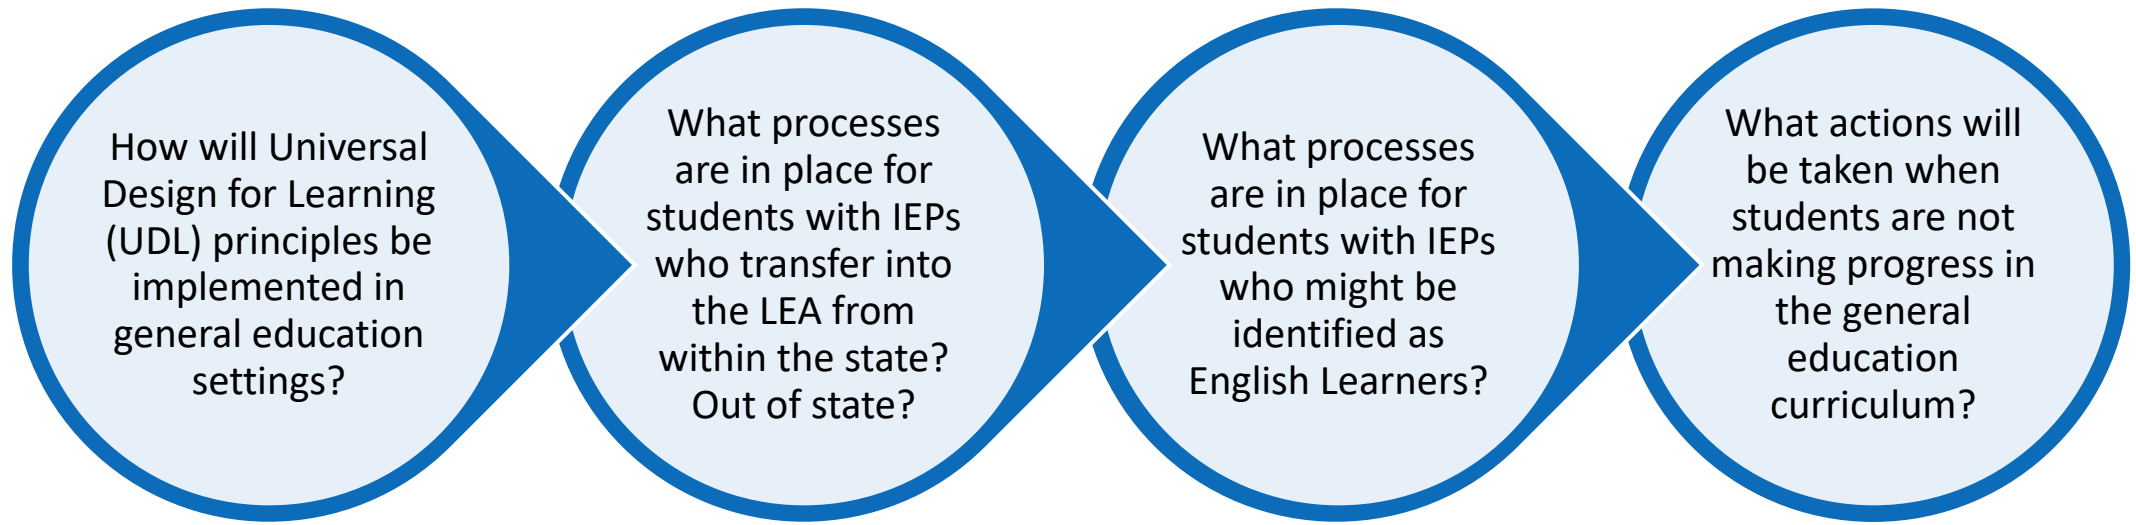 How will Universal
Design for Learning
(UDL) principles be
implemented in
general education
settings?
What processes
are in place for
students with IEPs
who transfer into
the LEA from
within the state?
Out of state?
What processes
are in place for
students with IEPs
who might be
identified as
English Learners?
What actions will
be taken when
students are not
making progress in
the general
education
curriculum?